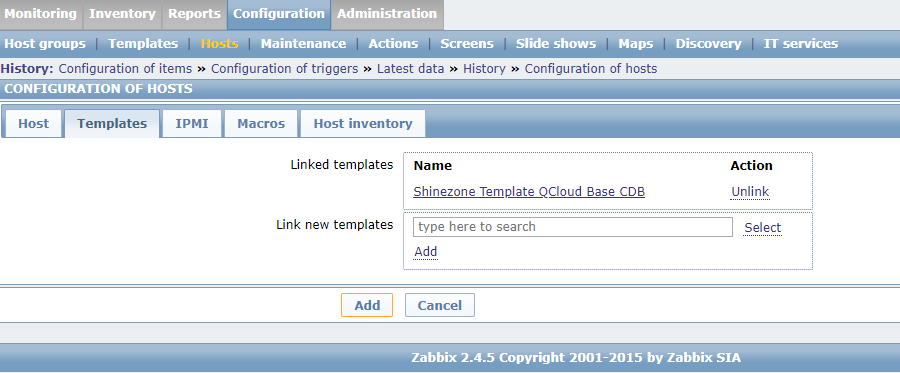 Monitoring Inventory Reports Configuration Administration
Host groups | Templates | Hosts | Maintenance | Actions | Screens | Slide shows | Maps | Discovery | IT services
History: Configuration of items » Configuration of triggers » Latest data » History » Configuration of hosts
CONFIGURATION OF HOSTS
Host Templates IPMI Macros Host inventory
Linked templates Name Action
Shinezone Template QCloud Base CDB Unlink
Link new templates type here to search Select
Add
Add Cancel
Zabbix 2.4.5 Copyright 2001-2015 by Zabbix SIA